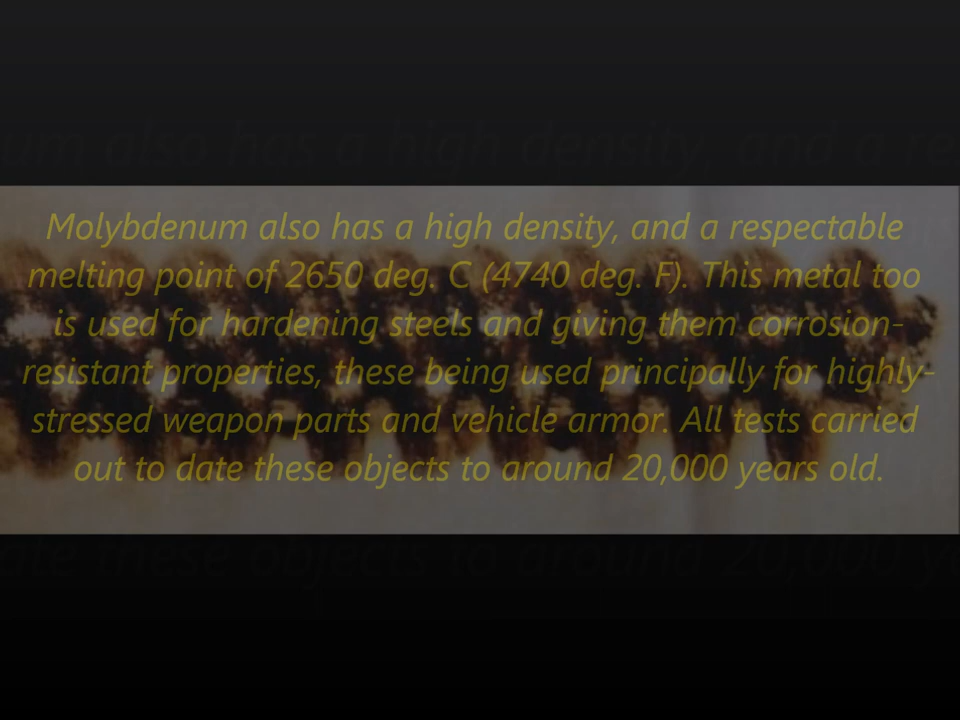 Molybdenum also has a high density, and a respectable
melting point of 2650 deg. C (4740 deg. F). This metal too
is used for hardening steels and giving them corrosion-
resistant properties, these being used principally for highly-
stressed weapon parts and vehicle armor. All tests carried
out to date these objects to around 20,000 years old.